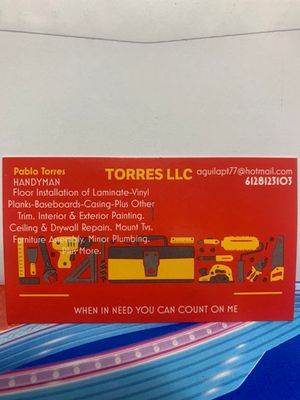 Pablo Torres
HANDYMAN
TORRES LLC
aguilapt77@hotmail.com
6128123103
Floor Installation of Laminate-Vinyl
Planks-Baseboards-Casing-Plus Other
Trim. Interior & Exterior Painting.
Ceiling & Drywall Repairs. Mount Tvs.
Furniture Assembly. Minor Plumbing.
Plus More.
WHEN IN NEED YOU CAN COUNT ON ME